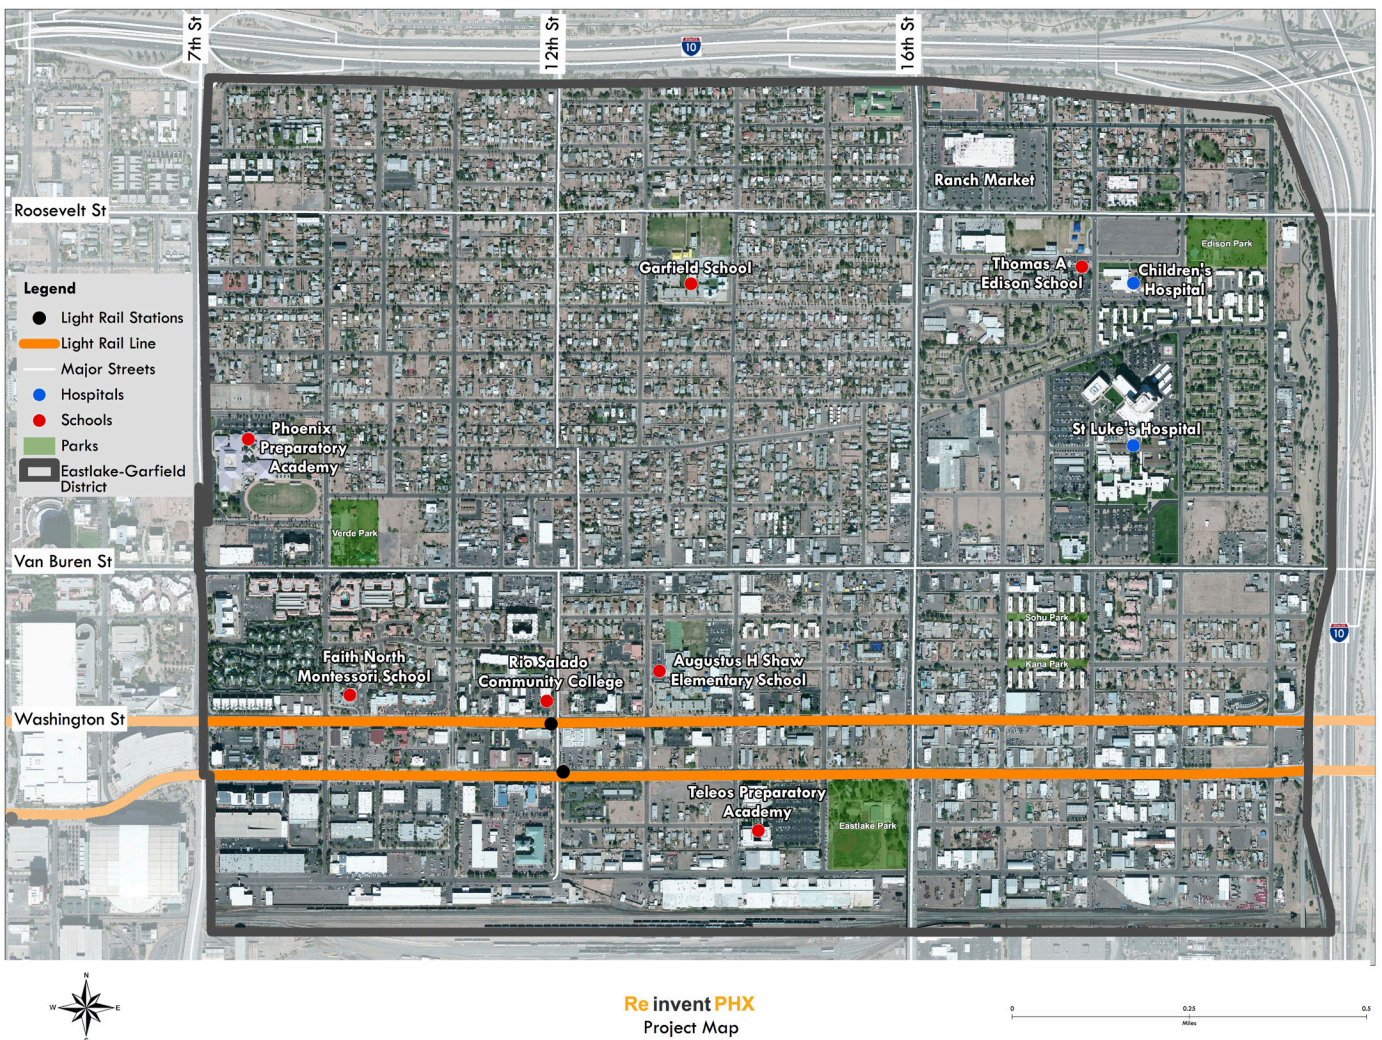 7th St
12th St
16th St
10
Ranch Market
Roosevelt St
Edison Park
Garfield School
Thomas A
Edison School
Children's
Hospital
Legend
Light Rail Stations
Light Rail Line
Major Streets
Hospitals
Schools
Parks
Eastlake-Garfield
District
Phoenix
Preparatory
Academy
St Luke's Hospital
Verde Park
Van Buren St
Sohu Park
10
Faith North
Montessori School
Rio Salado
Community College
Augustus H Shaw
Elementary School
Kana Park
Washington St
Teleos Preparatory
Academy
Eastlake Park
N
W E
S
Reinvent PHX
Project Map
0 0.25 0.5
Miles